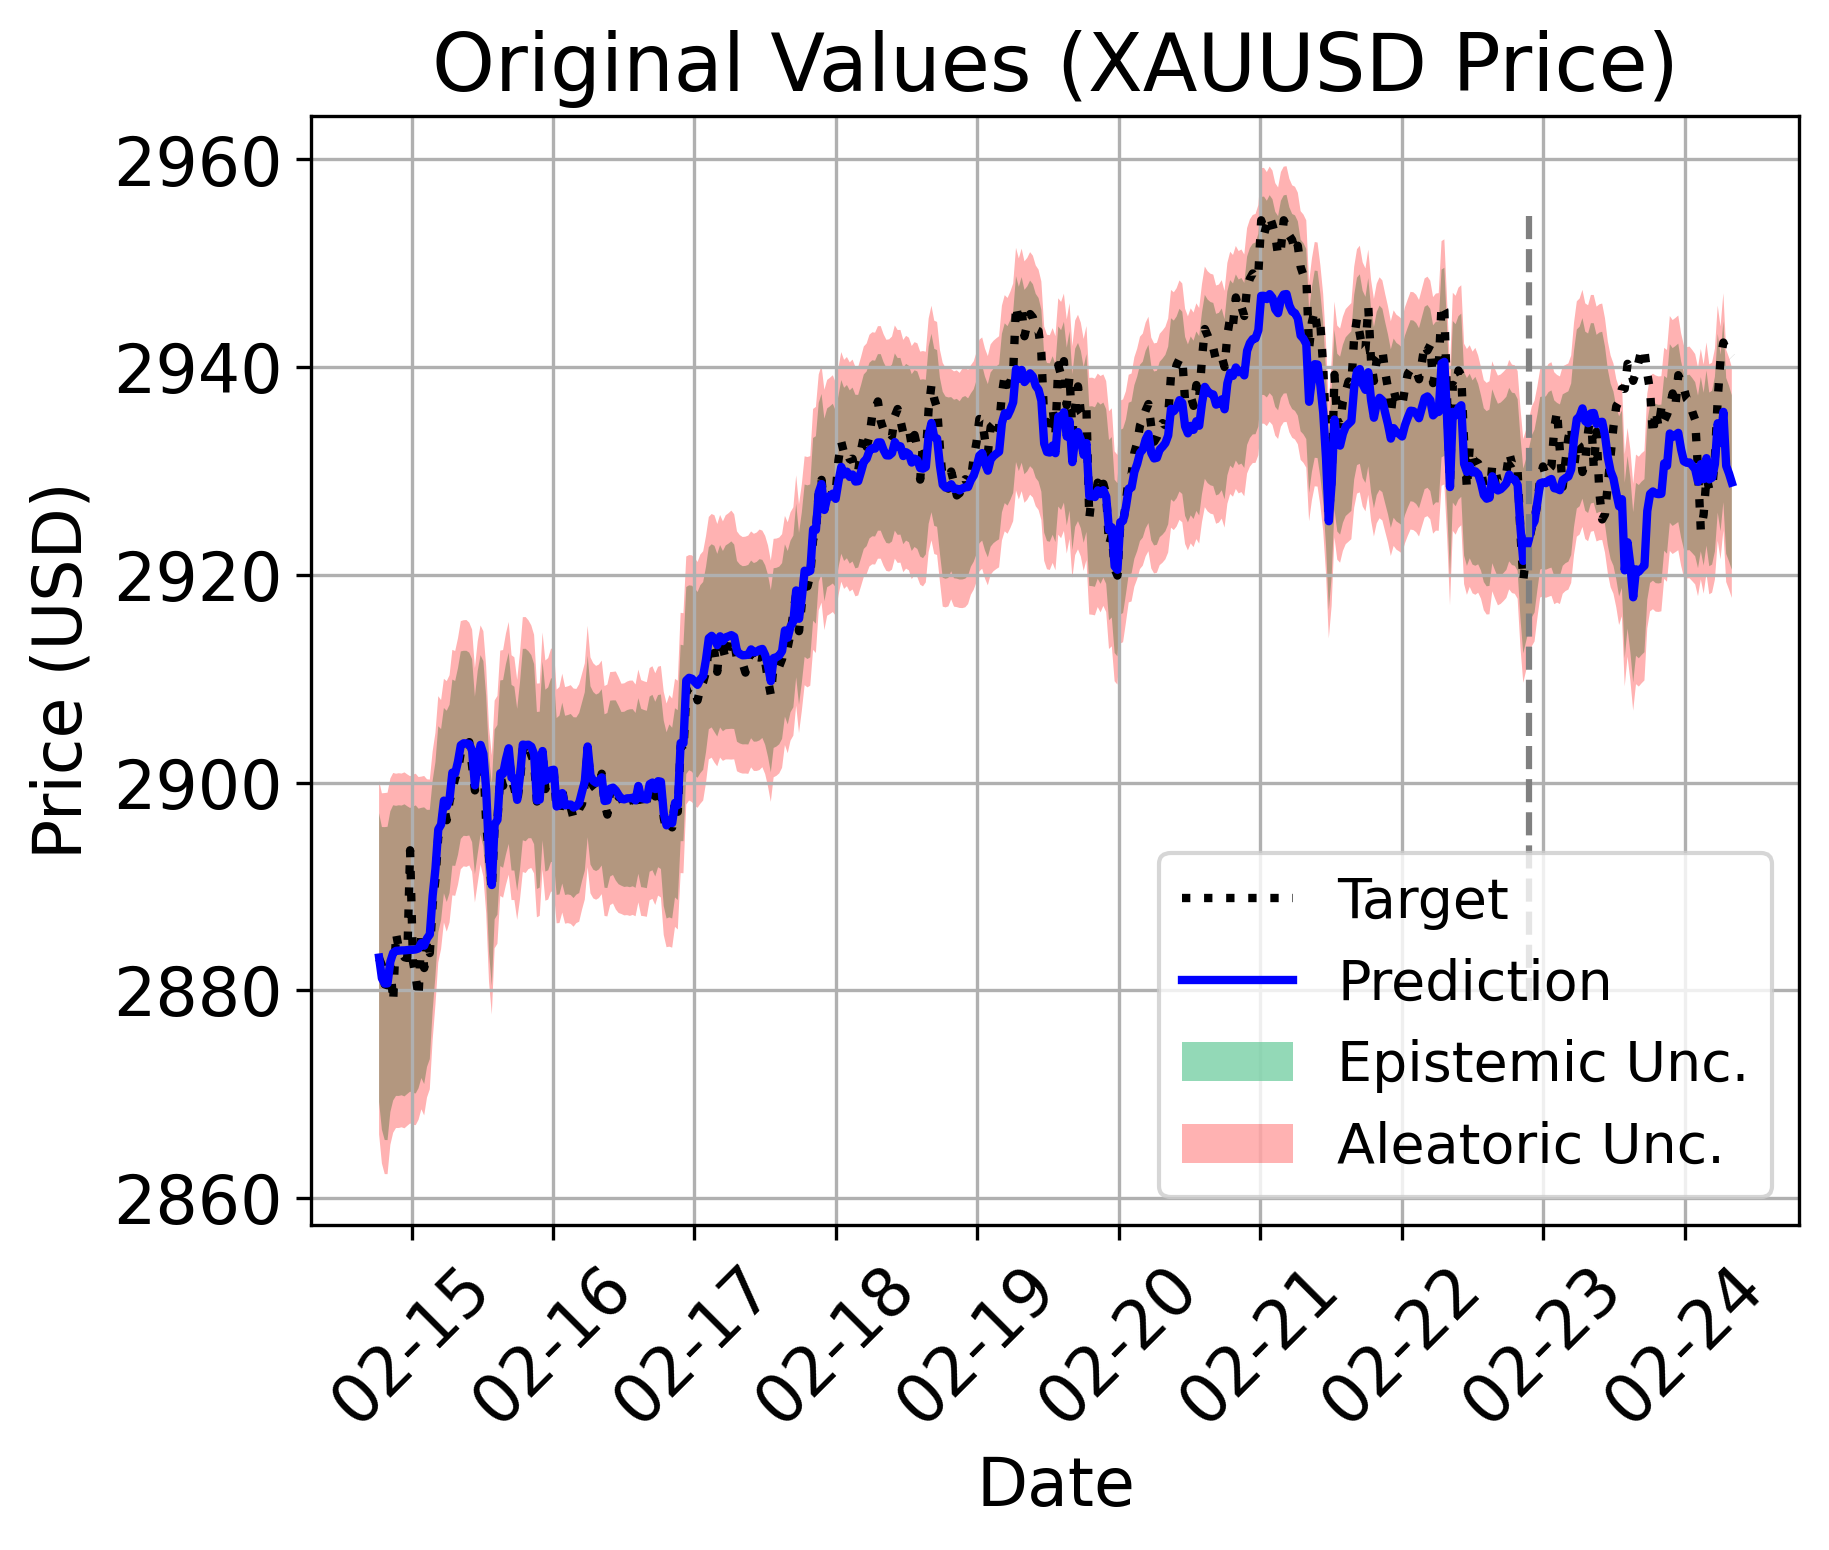 Original Values (XAUUSD Price)
Price (USD)
2960
2940
2920
2900
2880
2860
Target
Prediction
Epistemic Unc.
Aleatoric Unc.
02-15
02-16
02-17
02-18
02-19
02-20
02-21
02-22
02-23
02-24
Date